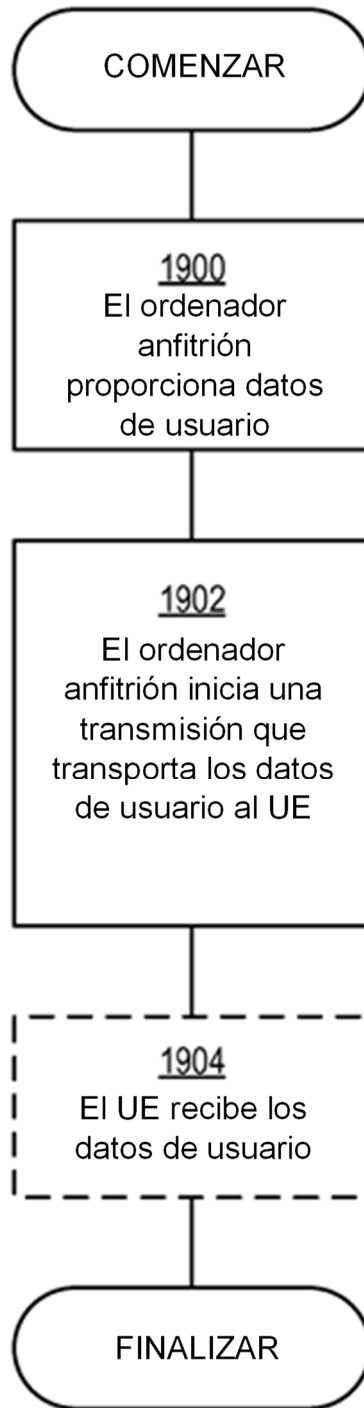 COMENZAR
1900
El ordenador
anfitrión
proporciona datos
de usuario
1902
El ordenador
anfitrión inicia una
transmisión que
transporta los datos
de usuario al UE
1904
El UE recibe los
datos de usuario
FINALIZAR